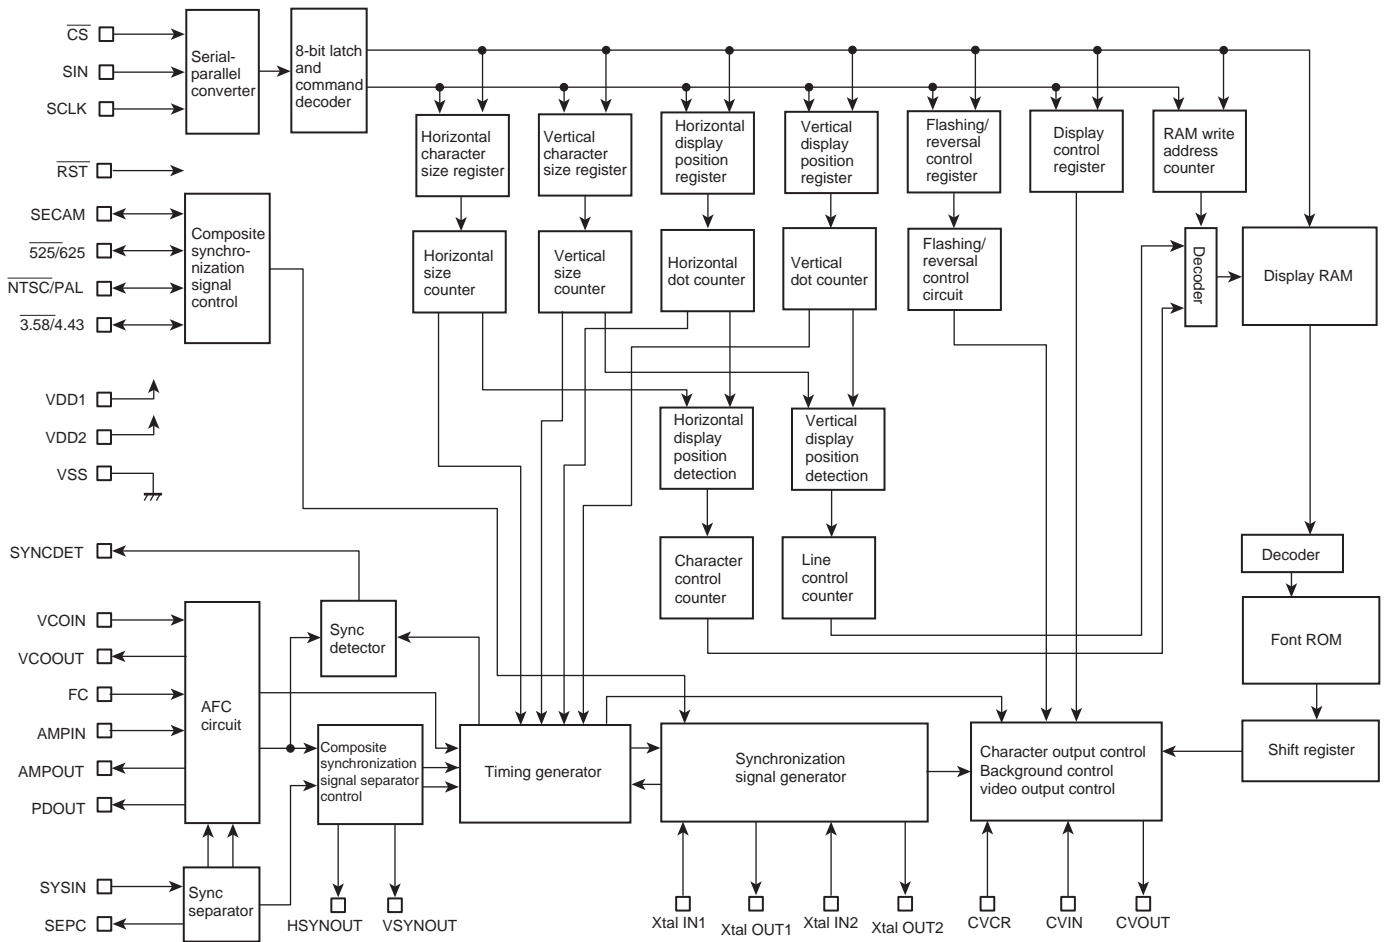 CS
SIN
SCLK
Serial-
parallel
converter
8-bit latch
and
command
decoder
Horizontal
character
size register
Vertical
character
size register
Horizontal
display
position
register
Vertical
display
position
register
Flashing/
reversal
control
register
Display
control
register
RAM write
address
counter
RST
SECAM
525/625
NTSC/PAL
3.58/4.43
Composite
synchro-
nization
signal
control
Horizontal
size
counter
Vertical
size
counter
Horizontal
dot counter
Vertical
dot counter
Flashing/
reversal
control
circuit
Decoder
Display RAM
VDD1
VDD2
VSS
Horizontal
display
position
detection
Vertical
display
position
detection
SYNCDET
Character
control
counter
Line
control
counter
Decoder
VCOIN
VCOOUT
FC
AMPIN
AMPOUT
PDOUT
AFC
circuit
Sync
detector
Font ROM
Composite
synchronization
signal separator
control
Timing generator
Synchronization
signal generator
Character output control
Background control
video output control
Shift register
SYSIN
SEPC
Sync
separator
HSYNOUT
VSYNOUT
Xtal IN1
Xtal OUT1
Xtal IN2
Xtal OUT2
CVCR
CVIN
CVOUT